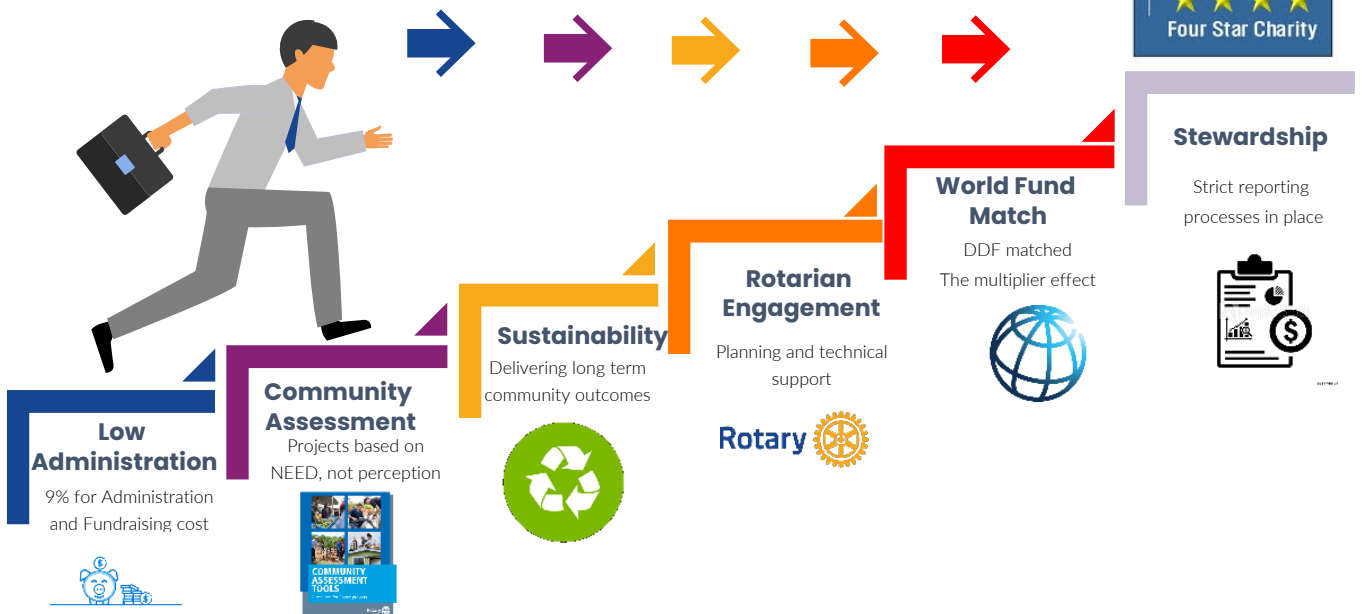 Four Star Charity
Stewardship
Strict reporting
processes in place
World Fund
Match
DDF matched
The multiplier effect
Rotarian
Engagement
Planning and technical
support
Rotary
Sustainability
Delivering long term
community outcomes
Community
Assessment
Projects based on
NEED, not perception
COMMUNITY
ASSESSMENT
TOOLS
Rotary
Low
Administration
9% for Administration
and Fundraising cost